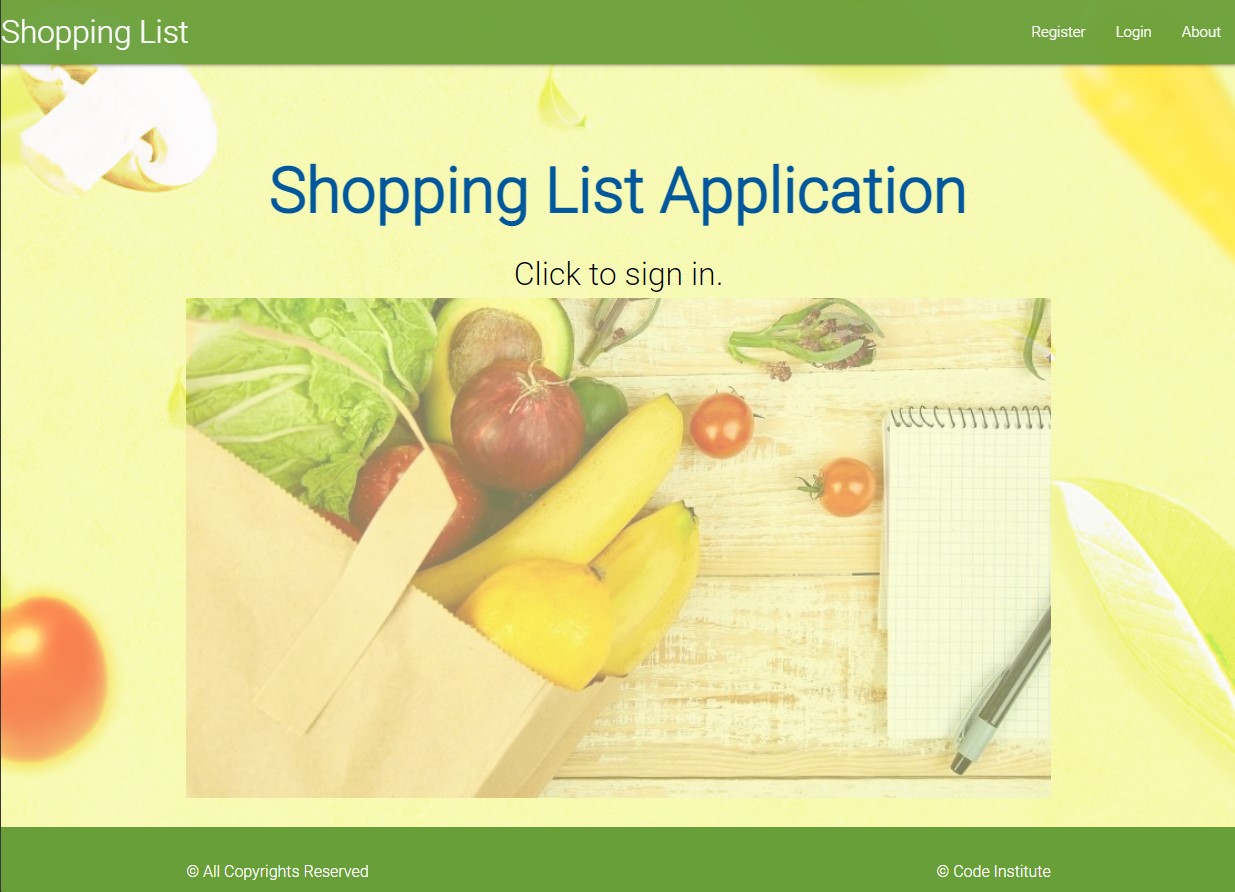 Shopping List
Register Login About
Shopping List Application
Click to sign in.
© All Copyrights Reserved
© Code Institute